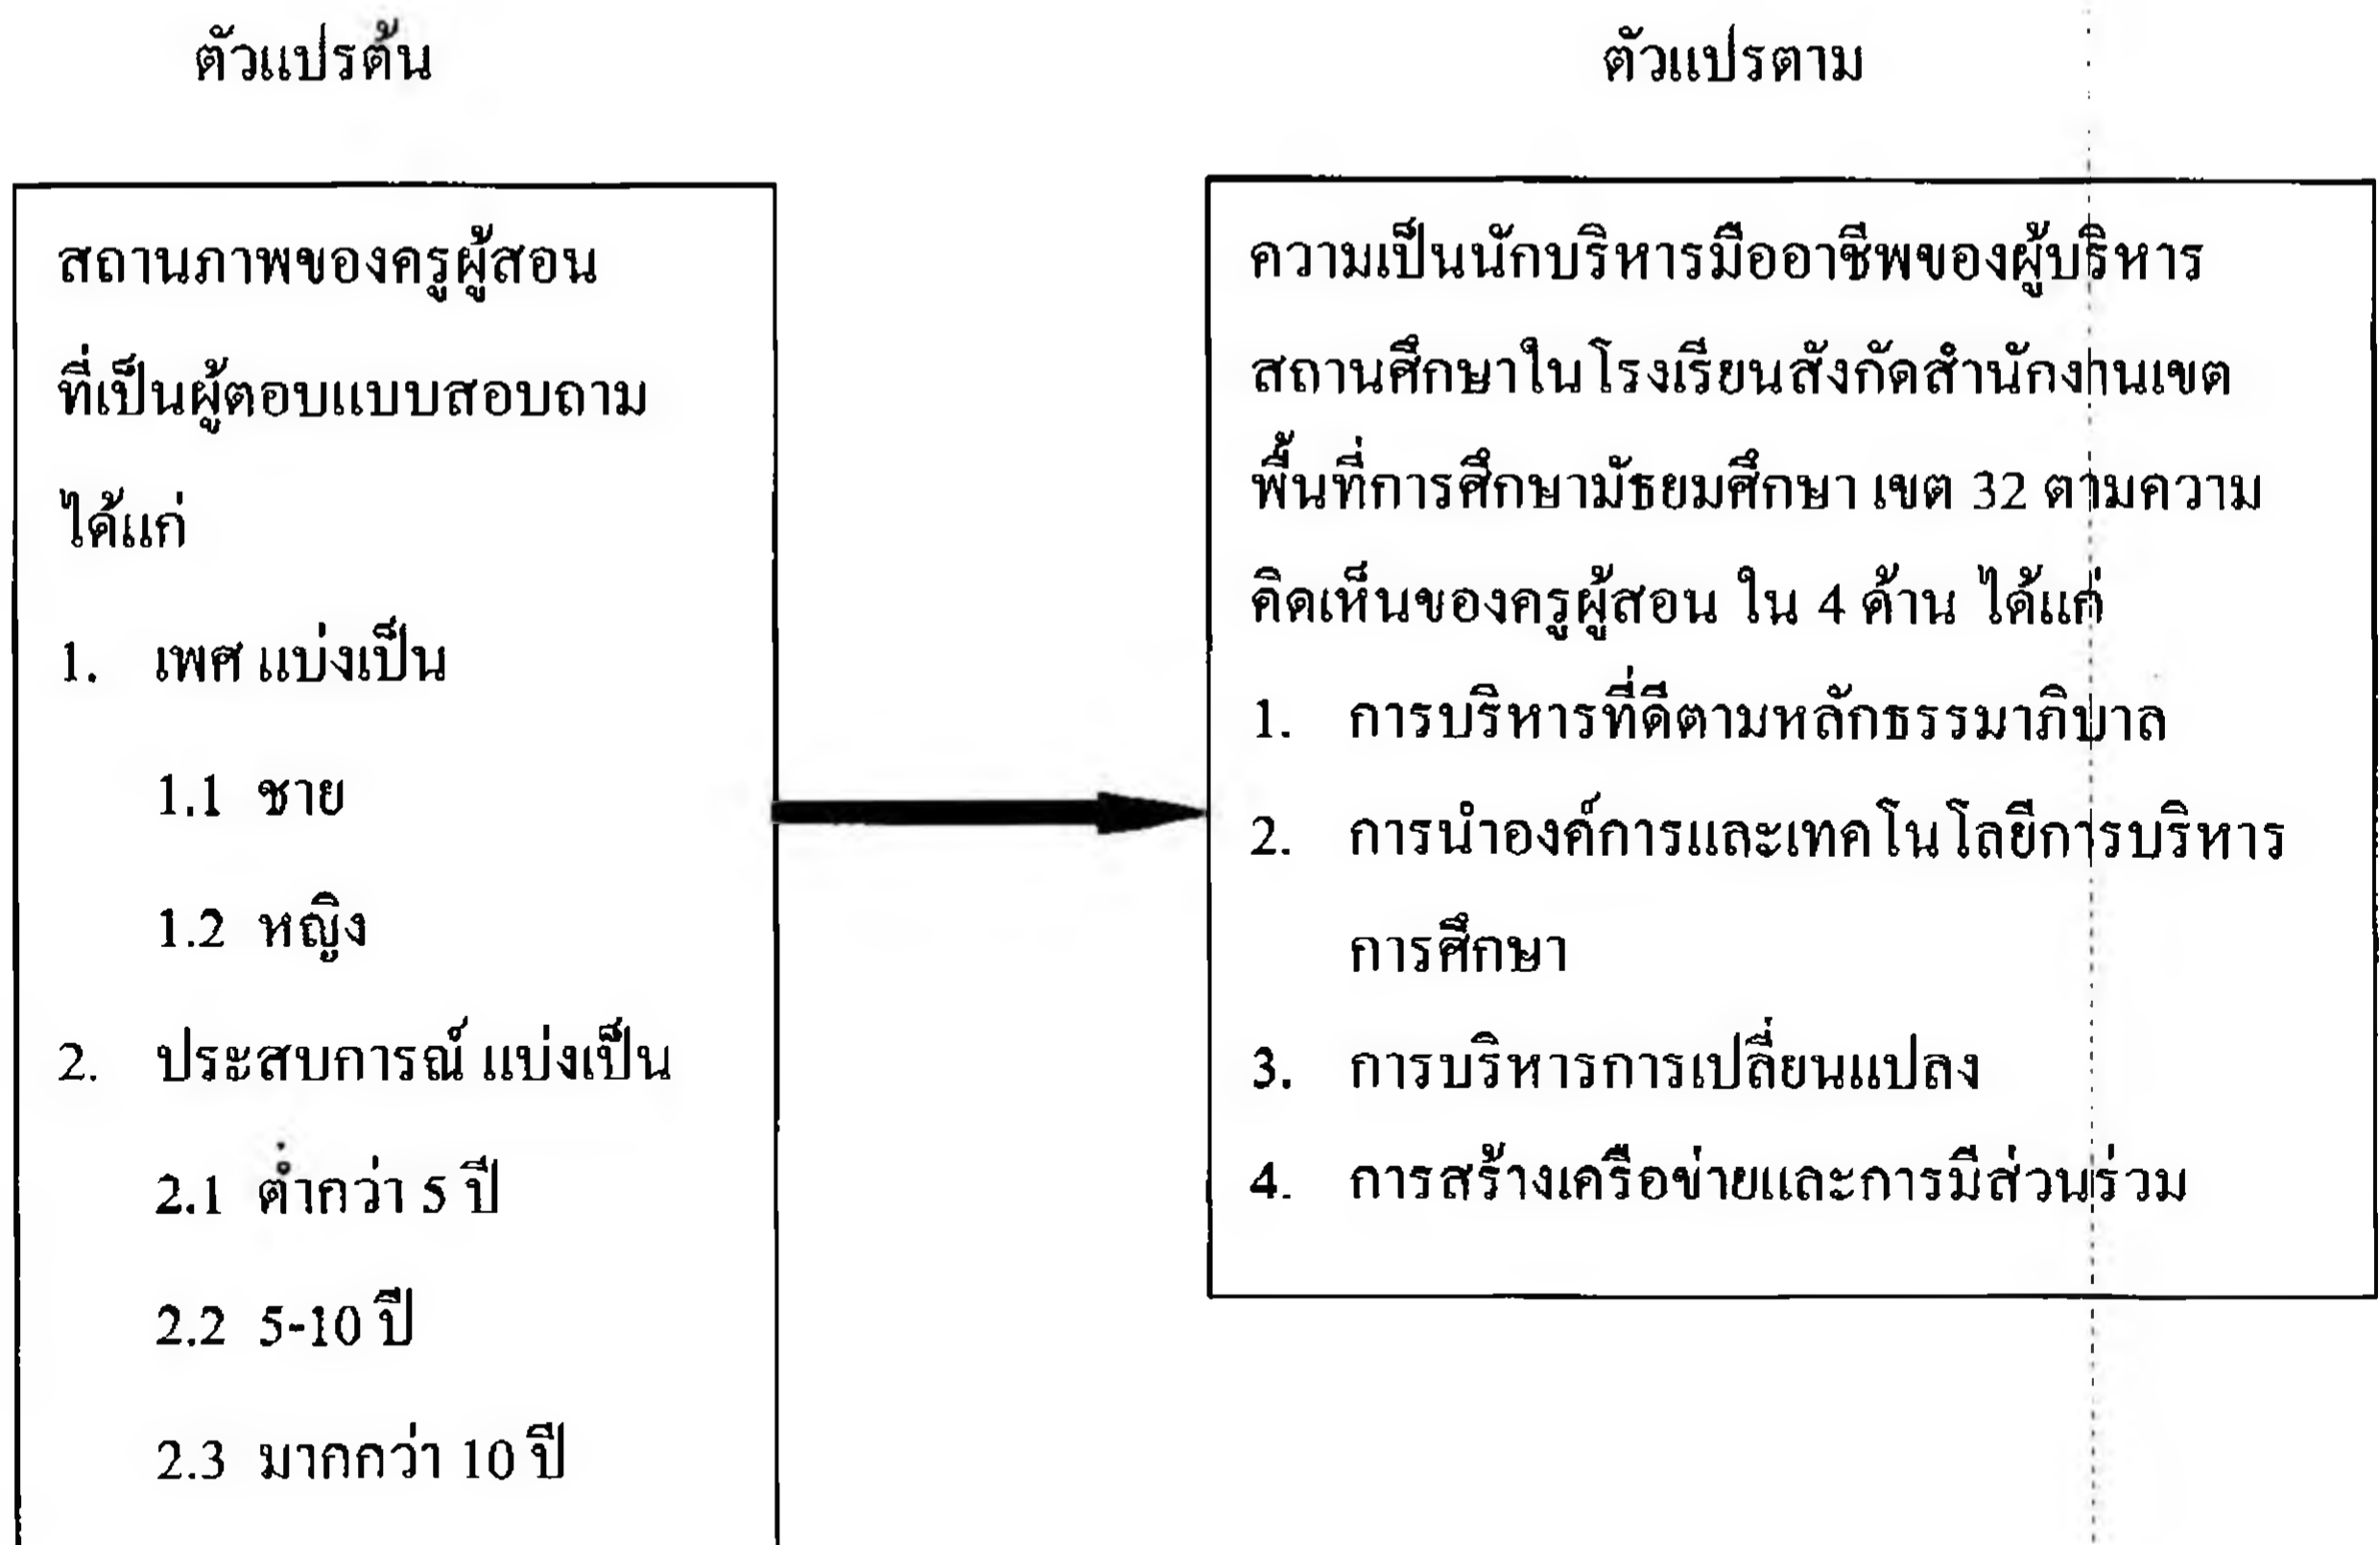 ตัวแปรต้น
ตัวแปรตาม
สถานภาพของครูผู้สอน
ที่เป็นผู้ตอบแบบสอบถาม
ได้แก่
1. เพศ แบ่งเป็น
1.1 ชาย
1.2 หญิง
2. ประสบการณ์ แบ่งเป็น
2.1 ต่ำกว่า 5 ปี
2.2 5-10 ปี
2.3 มากกว่า 10 ปี
ความเป็นนักบริหารมืออาชีพของผู้บริหาร
สถานศึกษาในโรงเรียนสังกัดสำนักงานเขต
พื้นที่การศึกษามัธยมศึกษา เขต 32 ตามความ
คิดเห็นของครูผู้สอน ใน 4 ด้าน ได้แก่
1. การบริหารที่ดีตามหลักธรรมาภิบาล
2. การนำองค์การและเทคโนโลยีการบริหาร
การศึกษา
3. การบริหารการเปลี่ยนแปลง
4. การสร้างเครือข่ายและการมีส่วนร่วม